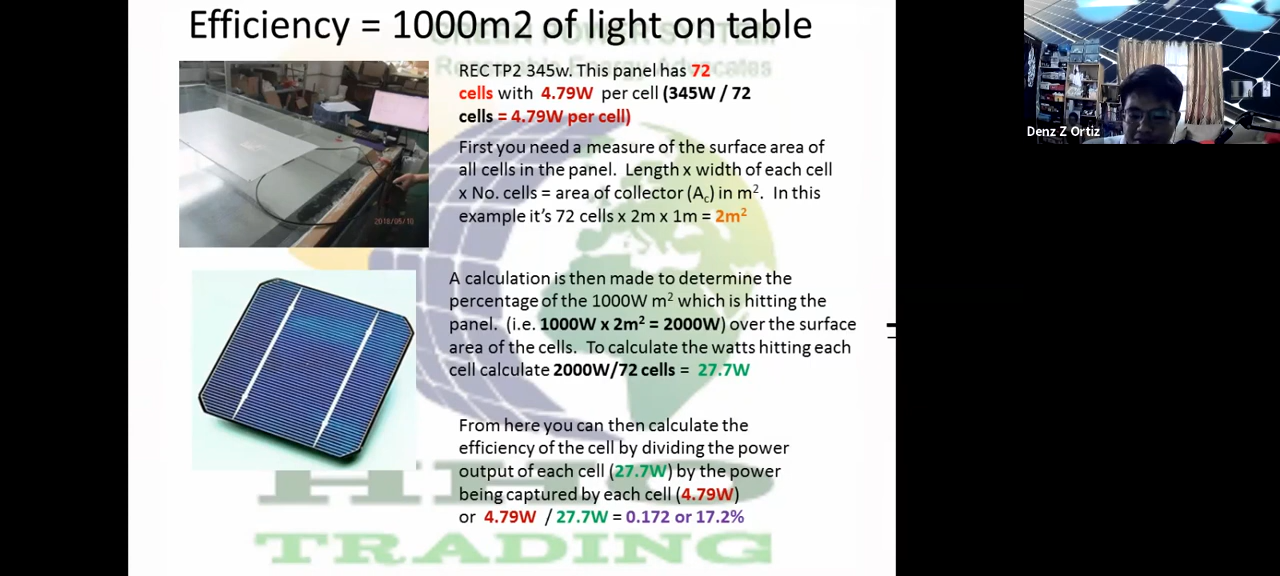 Efficiency = 1000m2 of light on table
GREEN POWER SYSTEM
Renewable Energy Advocates
REC TP2 345w. This panel has 72
cells with 4.79W per cell (345W / 72
cells = 4.79W per cell)
First you need a measure of the surface area of
all cells in the panel. Length x width of each cell
x No. cells = area of collector (Ac) in m². In this
example it’s 72 cells x 2m x 1m = 2m²
A calculation is then made to determine the
percentage of the 1000W m² which is hitting the
panel. (i.e. 1000W x 2m² = 2000W) over the surface
area of the cells. To calculate the watts hitting each
cell calculate 2000W/72 cells = 27.7W
From here you can then calculate the
efficiency of the cell by dividing the power
output of each cell (27.7W) by the power
being captured by each cell (4.79W)
or 4.79W / 27.7W = 0.172 or 17.2%
HHO
TRADING
2018/05/10
Denz Z Ortiz